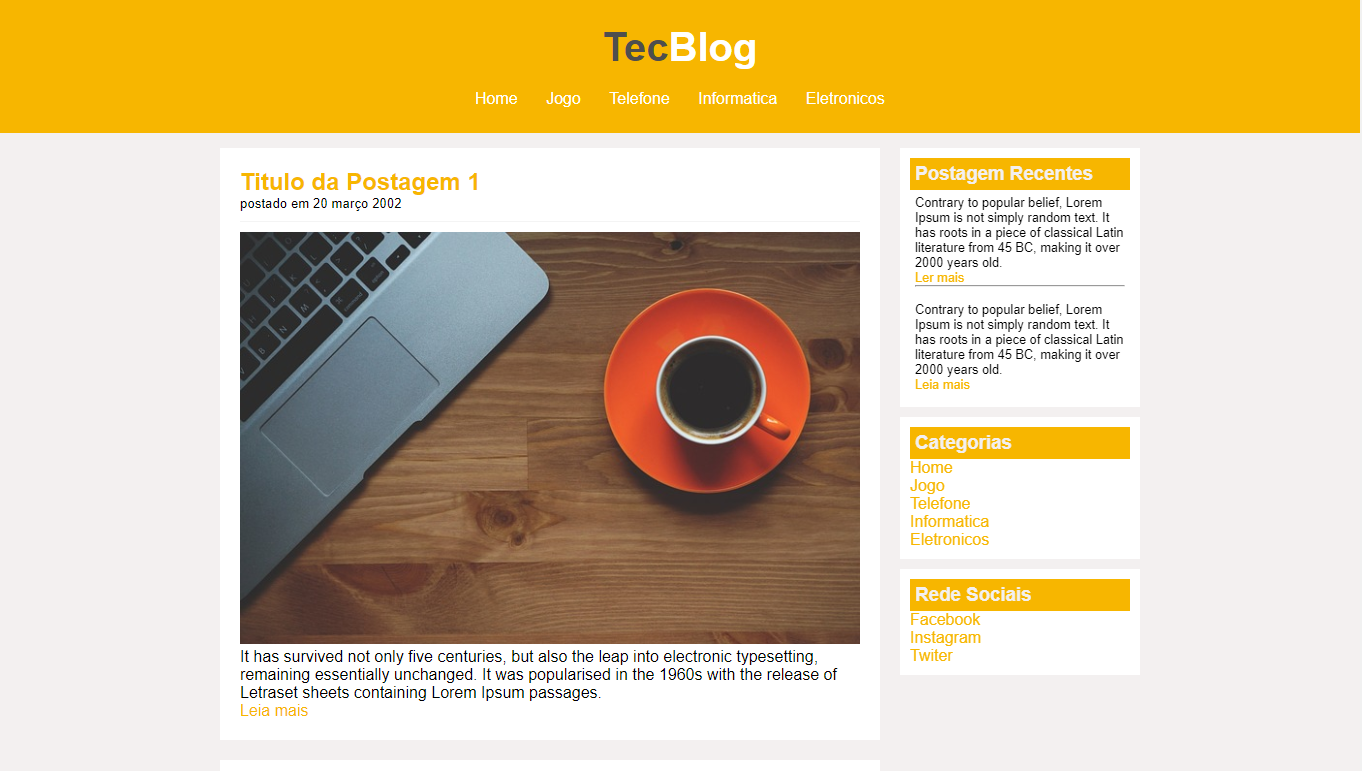 TecBlog
Home Jogo Telefone Informatica Eletronicos
Titulo da Postagem 1
postado em 20 março 2002
It has survived not only five centuries, but also the leap into electronic typesetting,
remaining essentially unchanged. It was popularised in the 1960s with the release of
Letraset sheets containing Lorem Ipsum passages.
Leia mais
Postagem Recentes
Contrary to popular belief, Lorem
Ipsum is not simply random text. It
has roots in a piece of classical Latin
literature from 45 BC, making it over
2000 years old.
Ler mais
Contrary to popular belief, Lorem
Ipsum is not simply random text. It
has roots in a piece of classical Latin
literature from 45 BC, making it over
2000 years old.
Leia mais
Categorias
Home
Jogo
Telefone
Informatica
Eletronicos
Rede Sociais
Facebook
Instagram
Twiter